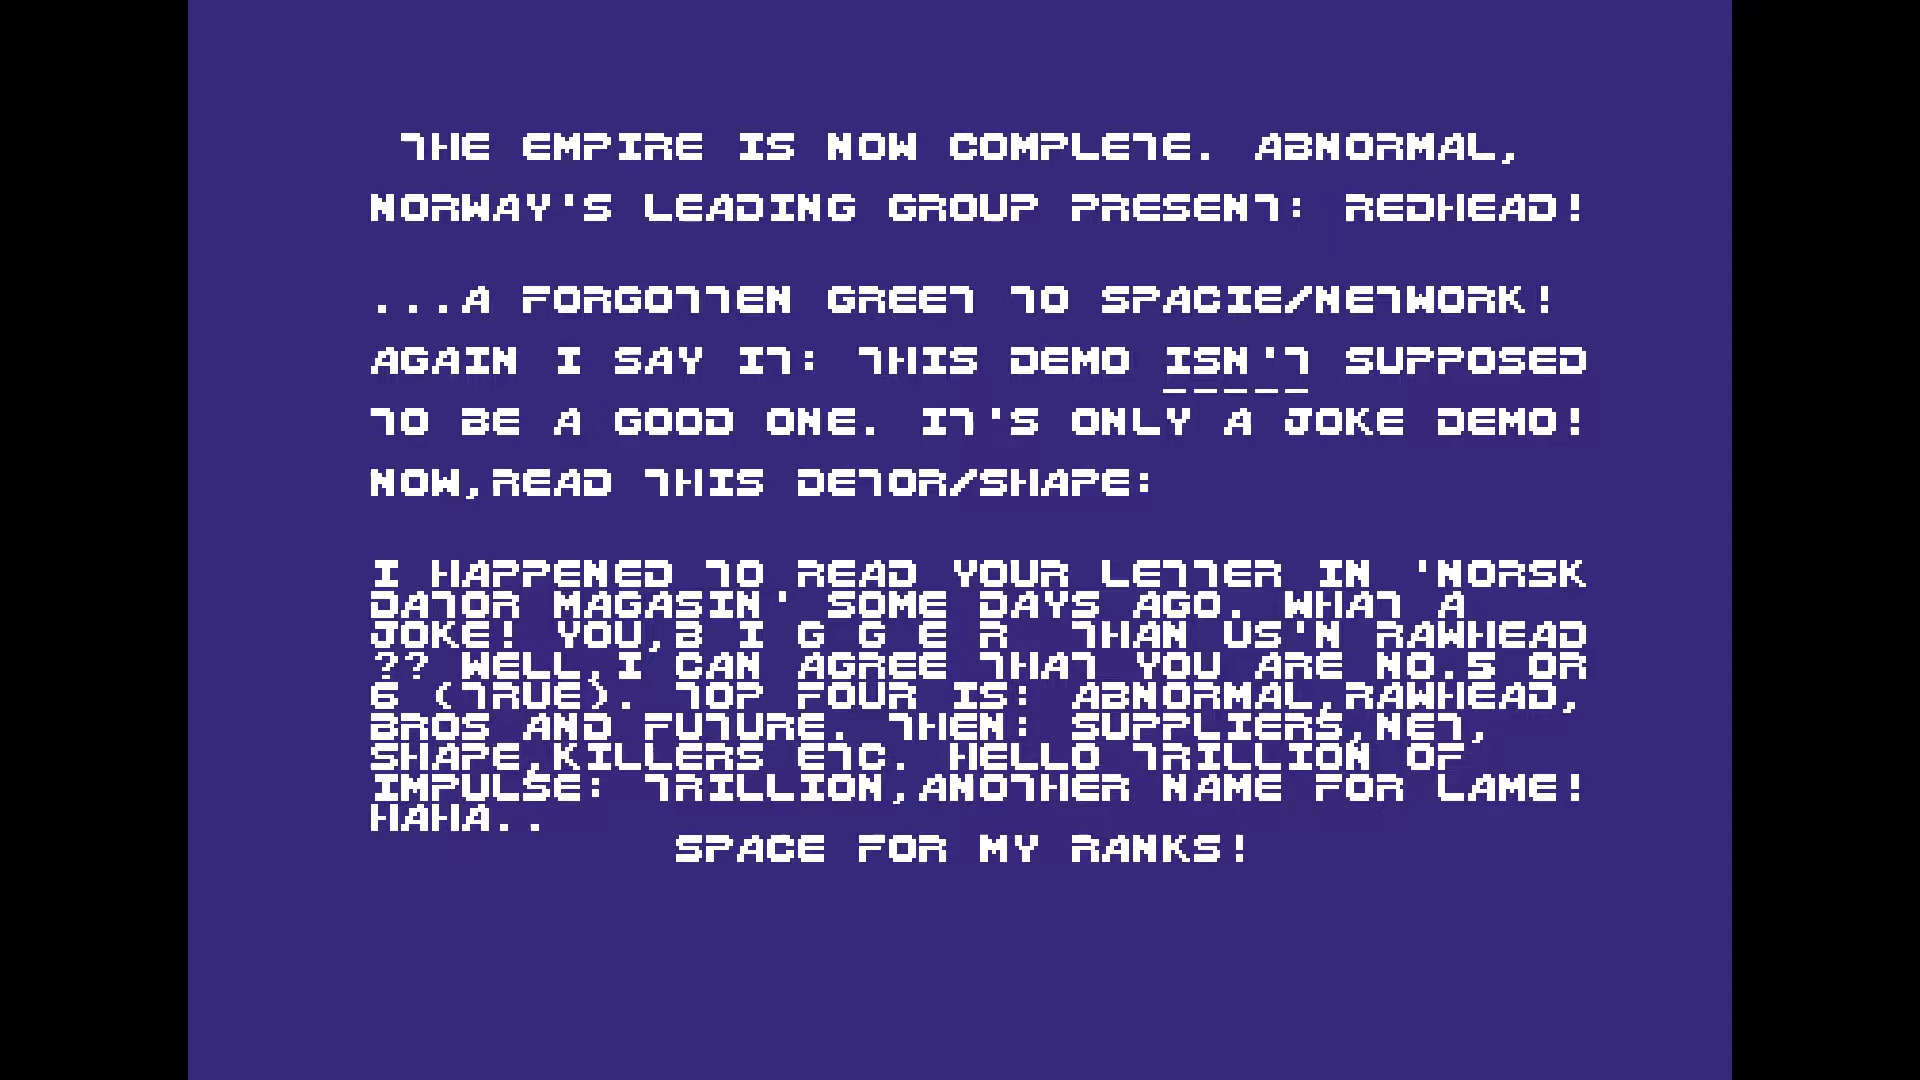 THE EMPIRE IS NOW COMPLETE. ABNORMAL,
NORWAY'S LEADING GROUP PRESENT: REDHEAD!
...A FORGOTTEN GREET TO SPACIE/NETWORK!
AGAIN I SAY IT: THIS DEMO ISN'T SUPPOSED
TO BE A GOOD ONE. IT'S ONLY A JOKE DEMO!
NOW,READ THIS DETOR/SHAPE:
I HAPPENED TO READ YOUR LETTER IN 'NORSK
DATOR MAGASIN' SOME DAYS AGO. WHAT A
JOKE! YOU,B I G G E R  THAN US'N RAWHEAD
?? WELL,I CAN AGREE THAT YOU ARE NO.5 OR
6 (TRUE). TOP FOUR IS: ABNORMAL,RAWHEAD,
BROS AND FUTURE. THEN: SUPPLIERS,NET,
SHAPE,KILLERS ETC. HELLO TRILLION OF
IMPULSE: TRILLION,ANOTHER NAME FOR LAME!
HAHA..
SPACE FOR MY RANKS!